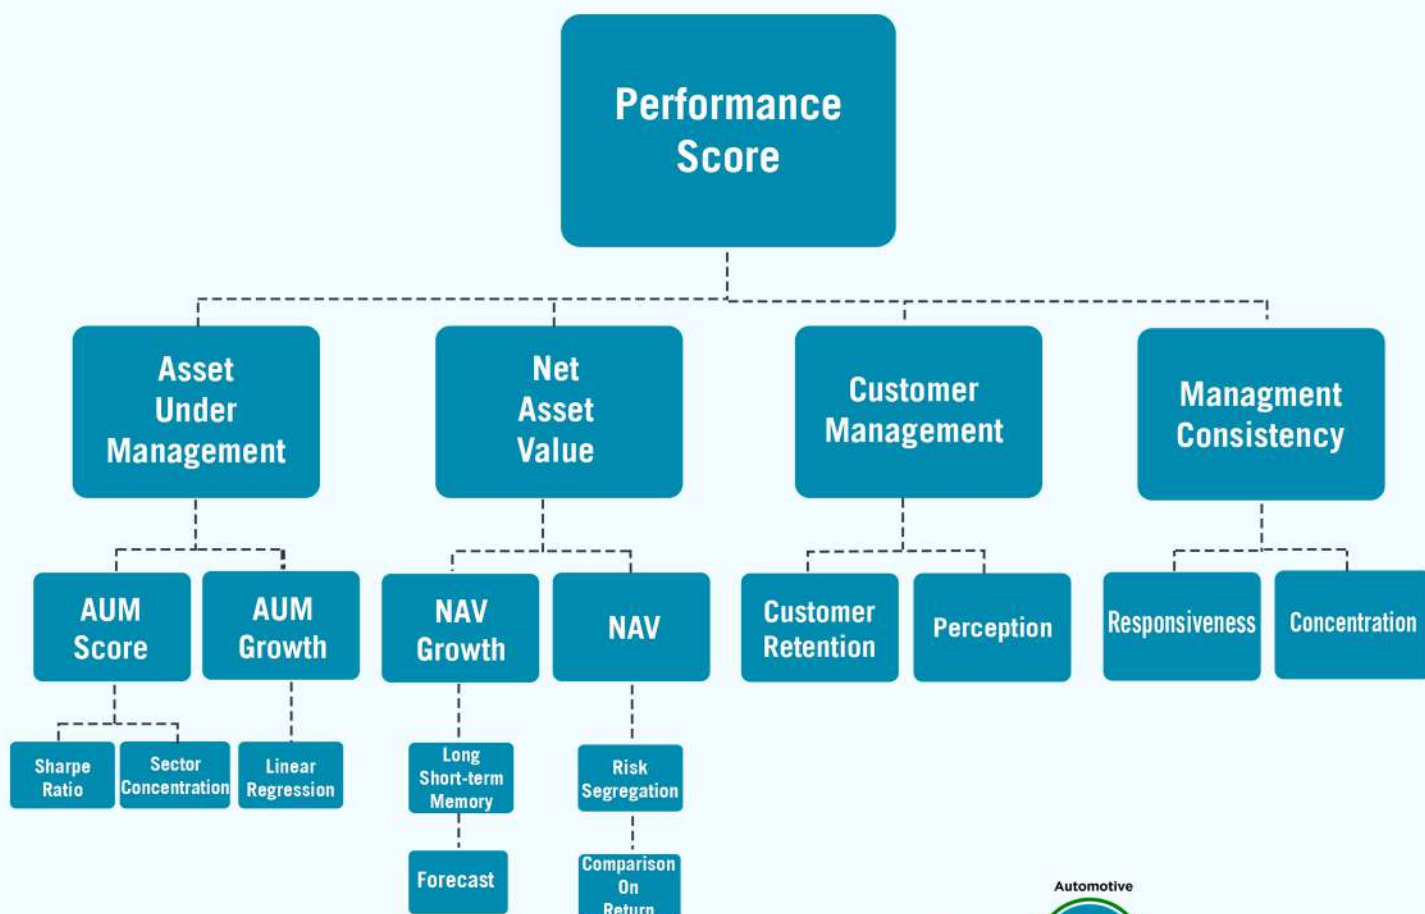 Performance
Score
Asset
Under
Management
Net
Asset
Value
Customer
Management
Managment
Consistency
AUM
Score
AUM
Growth
NAV
Growth
NAV
Customer
Retention
Perception
Responsiveness
Concentration
Sharpe
Ratio
Sector
Concentration
Linear
Regression
Long
Short-term
Memory
Risk
Segregation
Forecast
Comparison
On
Return
Automotive